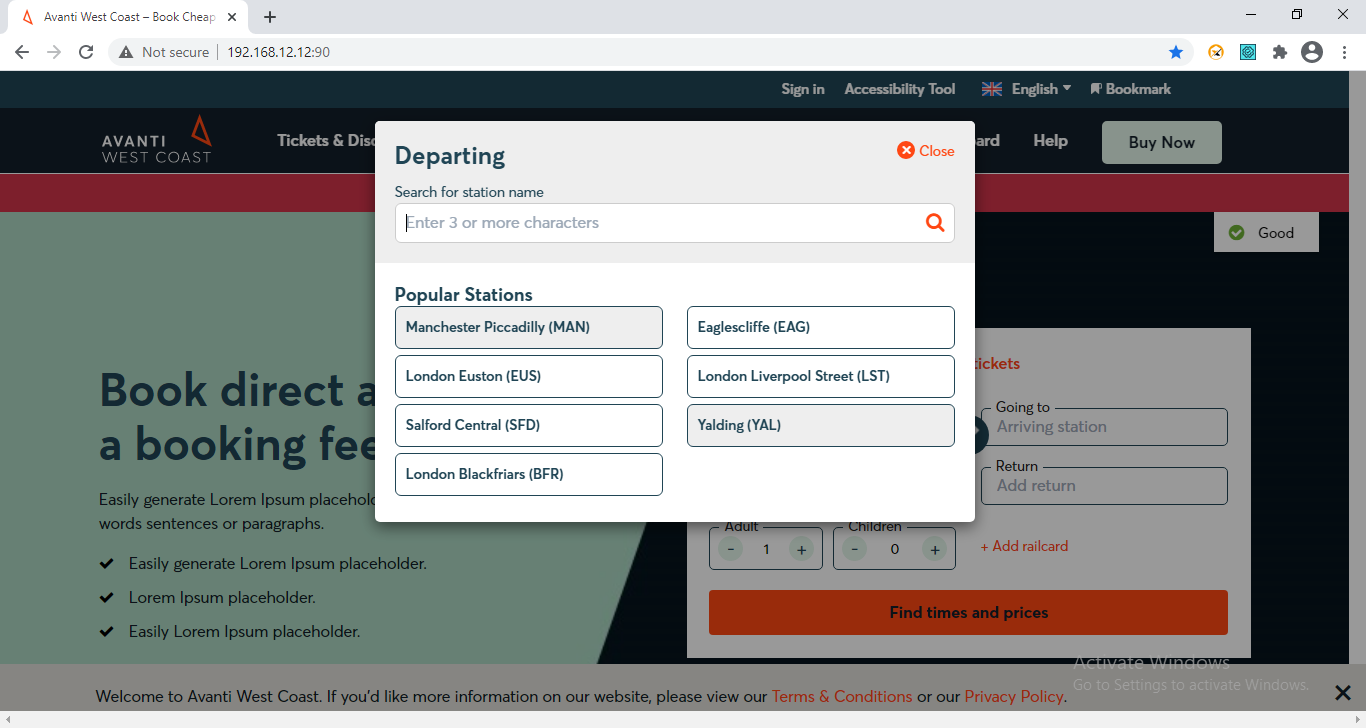 Avanti West Coast – Book Cheap
Not secure
192.168.12.12:90
Sign in
Accessibility Tool
English
Bookmark
AVANTI
WEST COAST
Tickets & Disc
ard
Help
Buy Now
Departing
Close
Search for station name
Enter 3 or more characters
Good
Popular Stations
Manchester Piccadilly (MAN)
Eaglescliffe (EAG)
London Euston (EUS)
London Liverpool Street (LST)
Salford Central (SFD)
Yalding (YAL)
London Blackfriars (BFR)
Book direct a
a booking fee
Easily generate Lorem Ipsum placehold
words sentences or paragraphs.
Easily generate Lorem Ipsum placeholder.
Lorem Ipsum placeholder.
Easily Lorem Ipsum placeholder.
tickets
Going to
Arriving station
Return
Add return
Adult
- 1 +
Children
- 0 +
+ Add railcard
Find times and prices
Activate Windows
Go to Settings to activate Windows.
Welcome to Avanti West Coast. If you'd like more information on our website, please view our Terms & Conditions or our Privacy Policy.